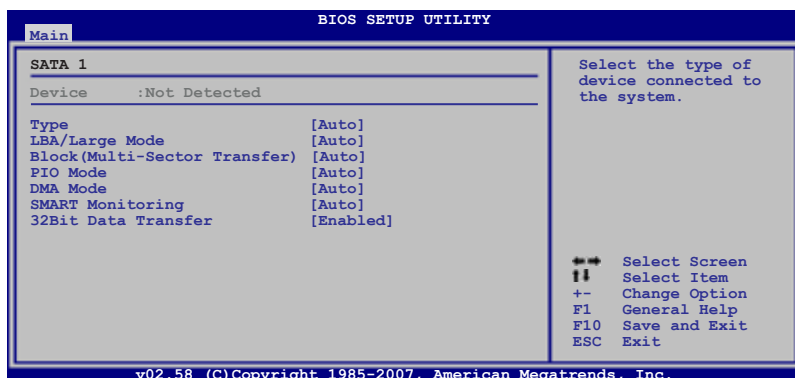 BIOS SETUP UTILITY
Main
SATA 1
Device :Not Detected
Type [Auto]
LBA/Large Mode [Auto]
Block(Multi-Sector Transfer) [Auto]
PIO Mode [Auto]
DMA Mode [Auto]
SMART Monitoring [Auto]
32Bit Data Transfer [Enabled]
Select the type of
device connected to
the system.
←→ Select Screen
↑↓ Select Item
+- Change Option
F1 General Help
F10 Save and Exit
ESC Exit
v02.58 (C)Copyright 1985-2007, American Megatrends, Inc.